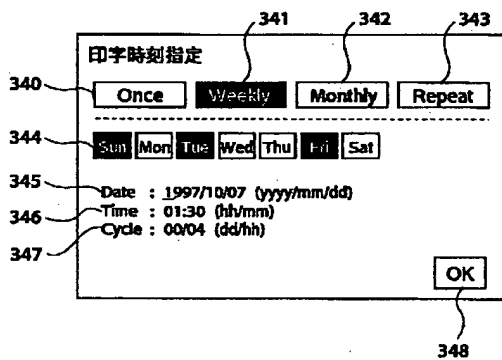 341 342 343
印字時刻指定
340 Once Weekly Monthly Repeat
344 Sun Mon Tue Wed Thu Fri Sat
345 Date : 1997/10/07 (yyyy/mm/dd)
346 Time : 01:30 (hh/mm)
347 Cycle : 00/04 (dd/hh)
OK
348